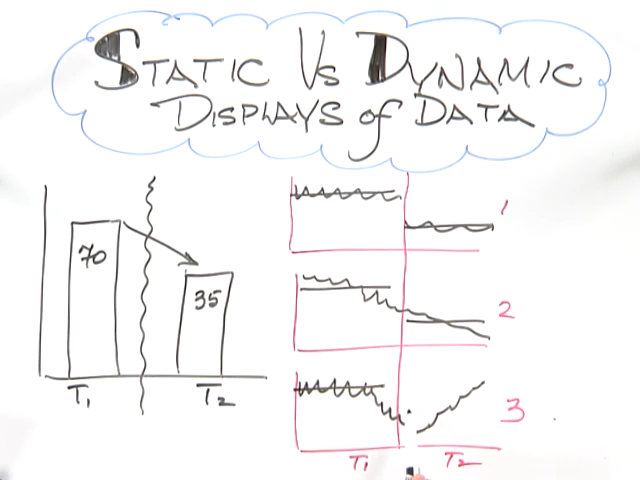 STATIC VS DYNAMIC
DISPLAYS of DATA
70
35
T1
T2
1
2
3
T1
T2